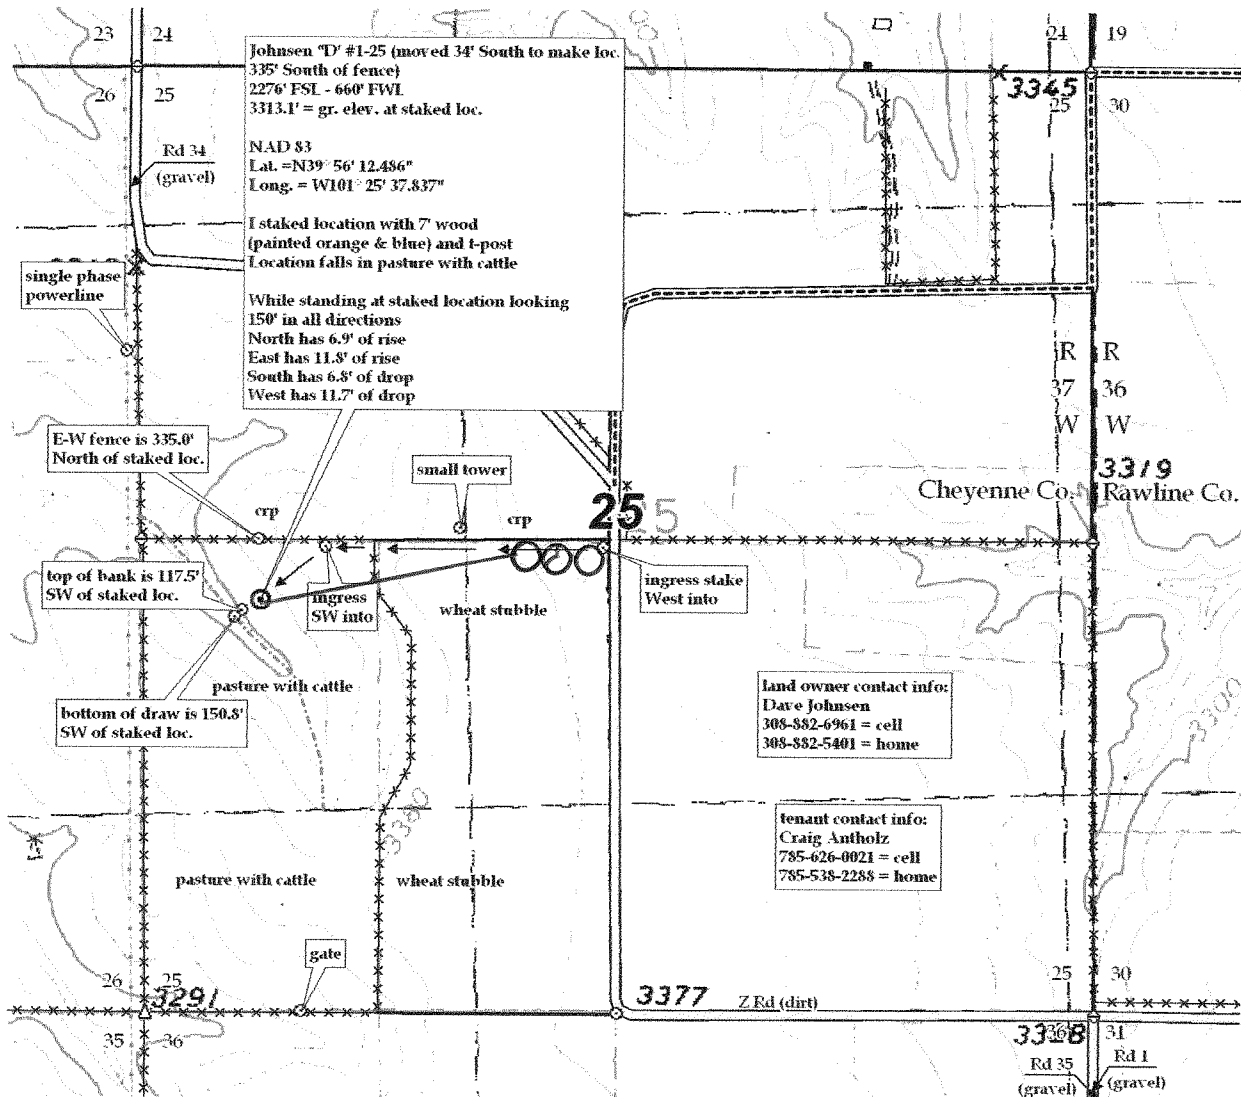 23
24
24
19
Johnsen "D" #1-25 (moved 34' South to make loc.
335' South of fence)
2276' FSL - 660' FWL
3313.1' = gr. elev. at staked loc.
NAD 83
Lat. =N39° 56' 12.486"
Long. = W101° 25' 37.837"
I staked location with 7' wood
(painted orange & blue) and t-post
Location falls in pasture with cattle
While standing at staked location looking
150' in all directions
North has 6.9' of rise
East has 11.8' of rise
South has 6.8' of drop
West has 11.7' of drop
3345
26
25
25
30
Rd 34
(gravel)
single phase
powerline
R R
37 36
W W
E-W fence is 335.0'
North of staked loc.
small tower
3319
Cheyenne Co.
Rawline Co.
crp
crp
25
25
top of bank is 117.5'
SW of staked loc.
ingress
SW into
ingress stake
West into
wheat stubble
pasture with cattle
bottom of draw is 150.8'
SW of staked loc.
land owner contact info:
Dave Johnsen
308-882-6961 = cell
308-882-5401 = home
3300
tenant contact info:
Craig Antholz
785-626-0021 = cell
785-538-2288 = home
pasture with cattle
wheat stubble
gate
26
25
25
30
3291
3377
Z Rd (dirt)
35
36
36
31
Rd 35
(gravel)
Rd 1
(gravel)